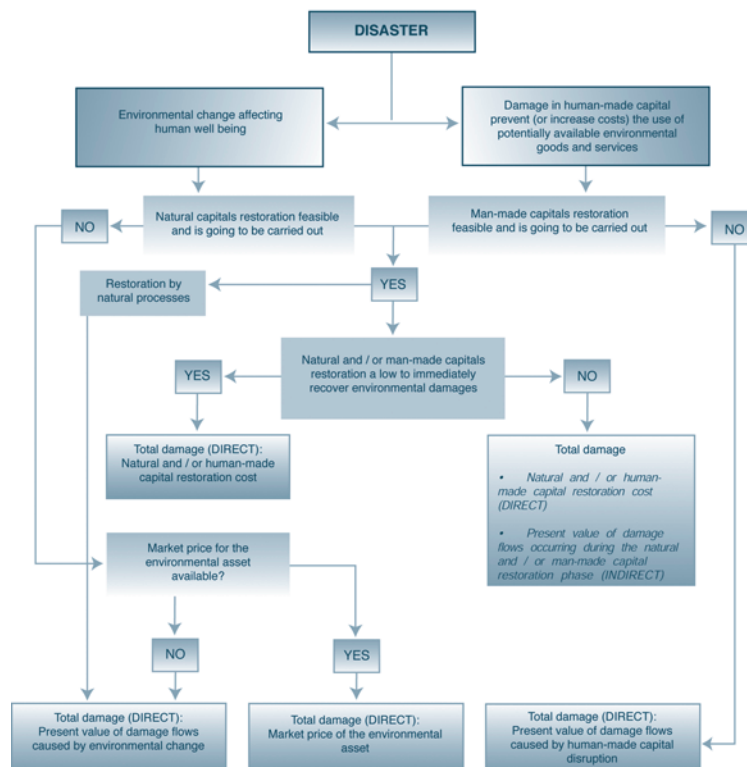 DISASTER
Environmental change affecting
human well being
Damage in human-made capital
prevent (or increase costs) the use of
potentially available environmental
goods and services
NO
Natural capitals restoration feasible
and is going to be carried out
Man-made capitals restoration
feasible and is going to be carried out
NO
Restoration by
natural processes
YES
YES
Natural and / or man-made capitals
restoration a low to immediately
recover environmental damages
NO
Total damage (DIRECT):
Natural and / or human-made
capital restoration cost
Total damage
• Natural and / or human-
made capital restoration cost
(DIRECT)
• Present value of damage
flows occurring during the natural
and / or man-made capital
restoration phase (INDIRECT)
Market price for the
environmental asset
available?
NO
YES
Total damage (DIRECT):
Present value of damage flows
caused by environmental change
Total damage (DIRECT):
Market price of the environmental
asset
Total damage (DIRECT):
Present value of damage flows
caused by human-made capital
disruption